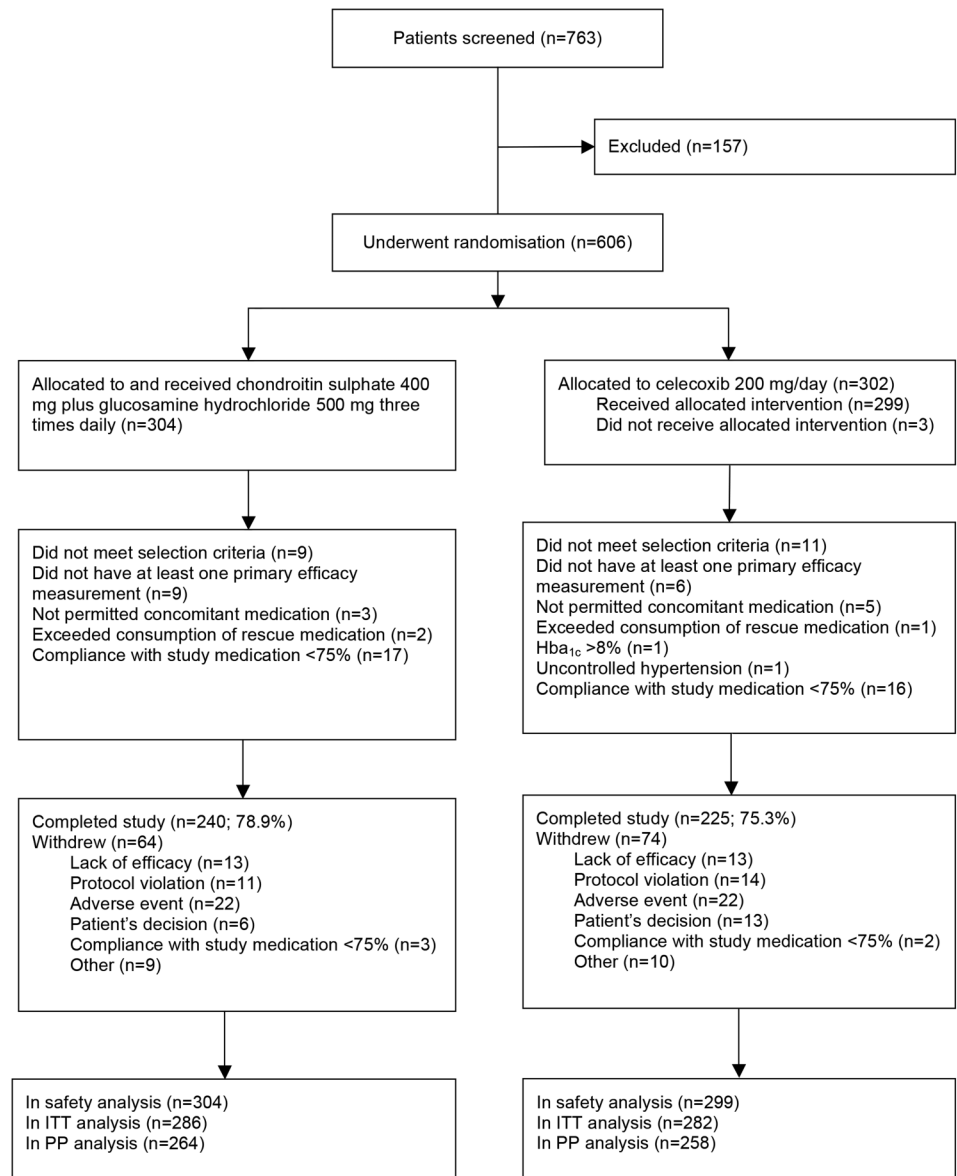 Patients screened (n=763)
Excluded (n=157)
Underwent randomisation (n=606)
Allocated to and received chondroitin sulphate 400
mg plus glucosamine hydrochloride 500 mg three
times daily (n=304)
Allocated to celecoxib 200 mg/day (n=302)
Received allocated intervention (n=299)
Did not receive allocated intervention (n=3)
Did not meet selection criteria (n=9)
Did not have at least one primary efficacy
measurement (n=9)
Not permitted concomitant medication (n=3)
Exceeded consumption of rescue medication (n=2)
Compliance with study medication <75% (n=17)
Did not meet selection criteria (n=11)
Did not have at least one primary efficacy
measurement (n=6)
Not permitted concomitant medication (n=5)
Exceeded consumption of rescue medication (n=1)
Hba1c >8% (n=1)
Uncontrolled hypertension (n=1)
Compliance with study medication <75% (n=16)
Completed study (n=240; 78.9%)
Withdrew (n=64)
Lack of efficacy (n=13)
Protocol violation (n=11)
Adverse event (n=22)
Patient’s decision (n=6)
Compliance with study medication <75% (n=3)
Other (n=9)
Completed study (n=225; 75.3%)
Withdrew (n=74)
Lack of efficacy (n=13)
Protocol violation (n=14)
Adverse event (n=22)
Patient’s decision (n=13)
Compliance with study medication <75% (n=2)
Other (n=10)
In safety analysis (n=304)
In ITT analysis (n=286)
In PP analysis (n=264)
In safety analysis (n=299)
In ITT analysis (n=282)
In PP analysis (n=258)